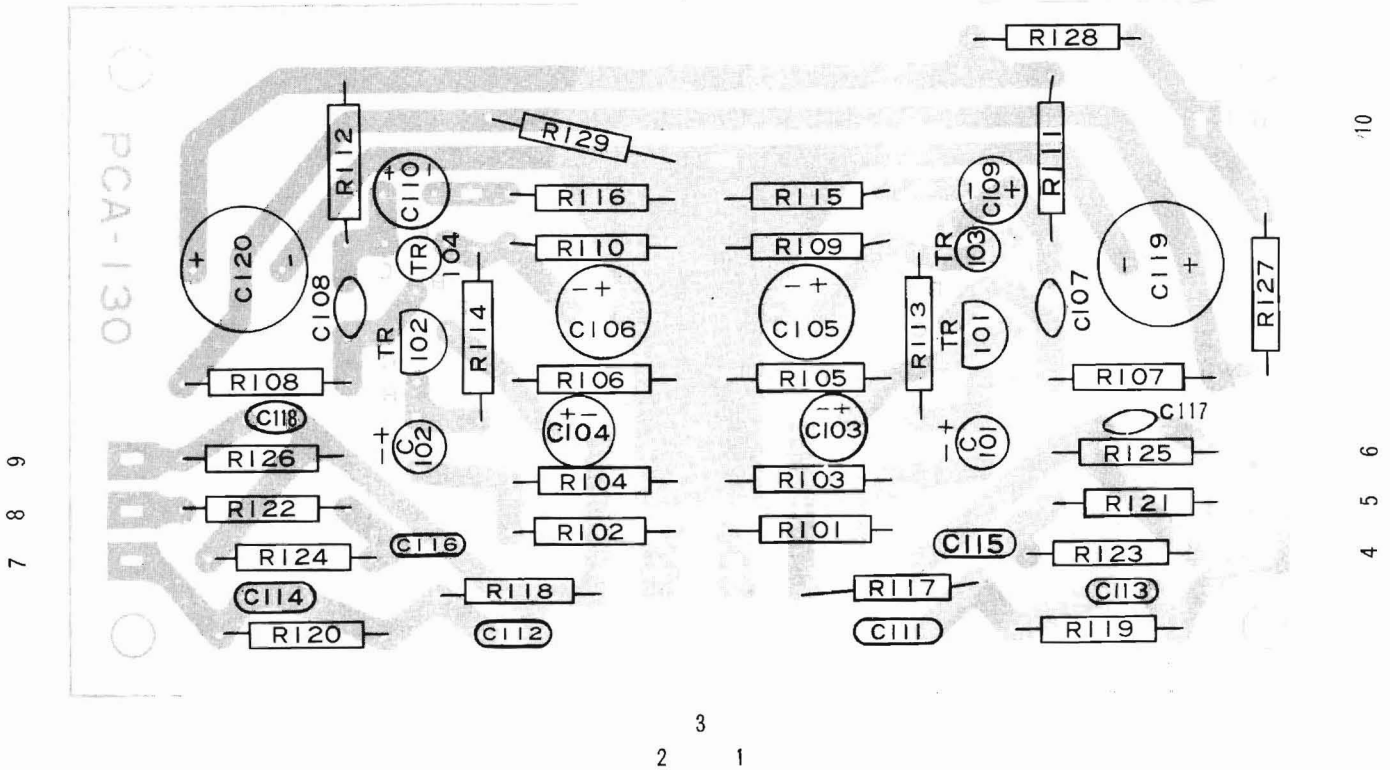 R128
10
R112
R129
R111
PCA-130
+ C110 -
- C109 +
R116
R115
TR 104
TR 103
R110
R109
+ C120 -
- C119 +
R127
C108
C107
- + C106
- + C105
R114
R113
TR 102
TR 101
R108
R106
R105
R107
C118
C117
+ - C104
- + C103
- + C102
- + C101
9
R126
R125
6
R104
R103
8
R122
R121
5
R102
R101
C116
C115
7
R124
R123
4
C114
R118
R117
C113
R120
C112
C111
R119
3
2 1